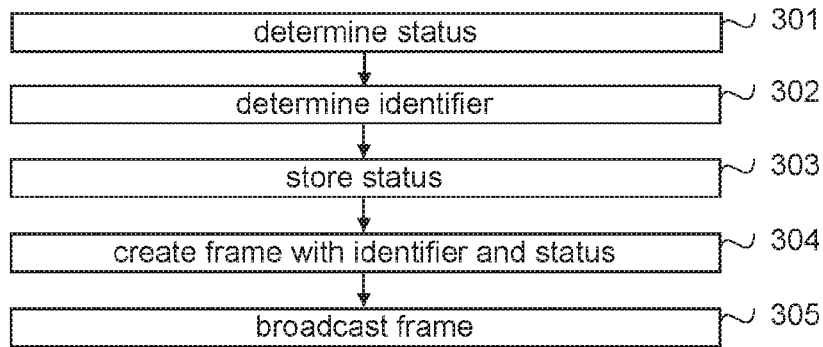 determine status 301
determine identifier 302
store status 303
create frame with identifier and status 304
broadcast frame 305